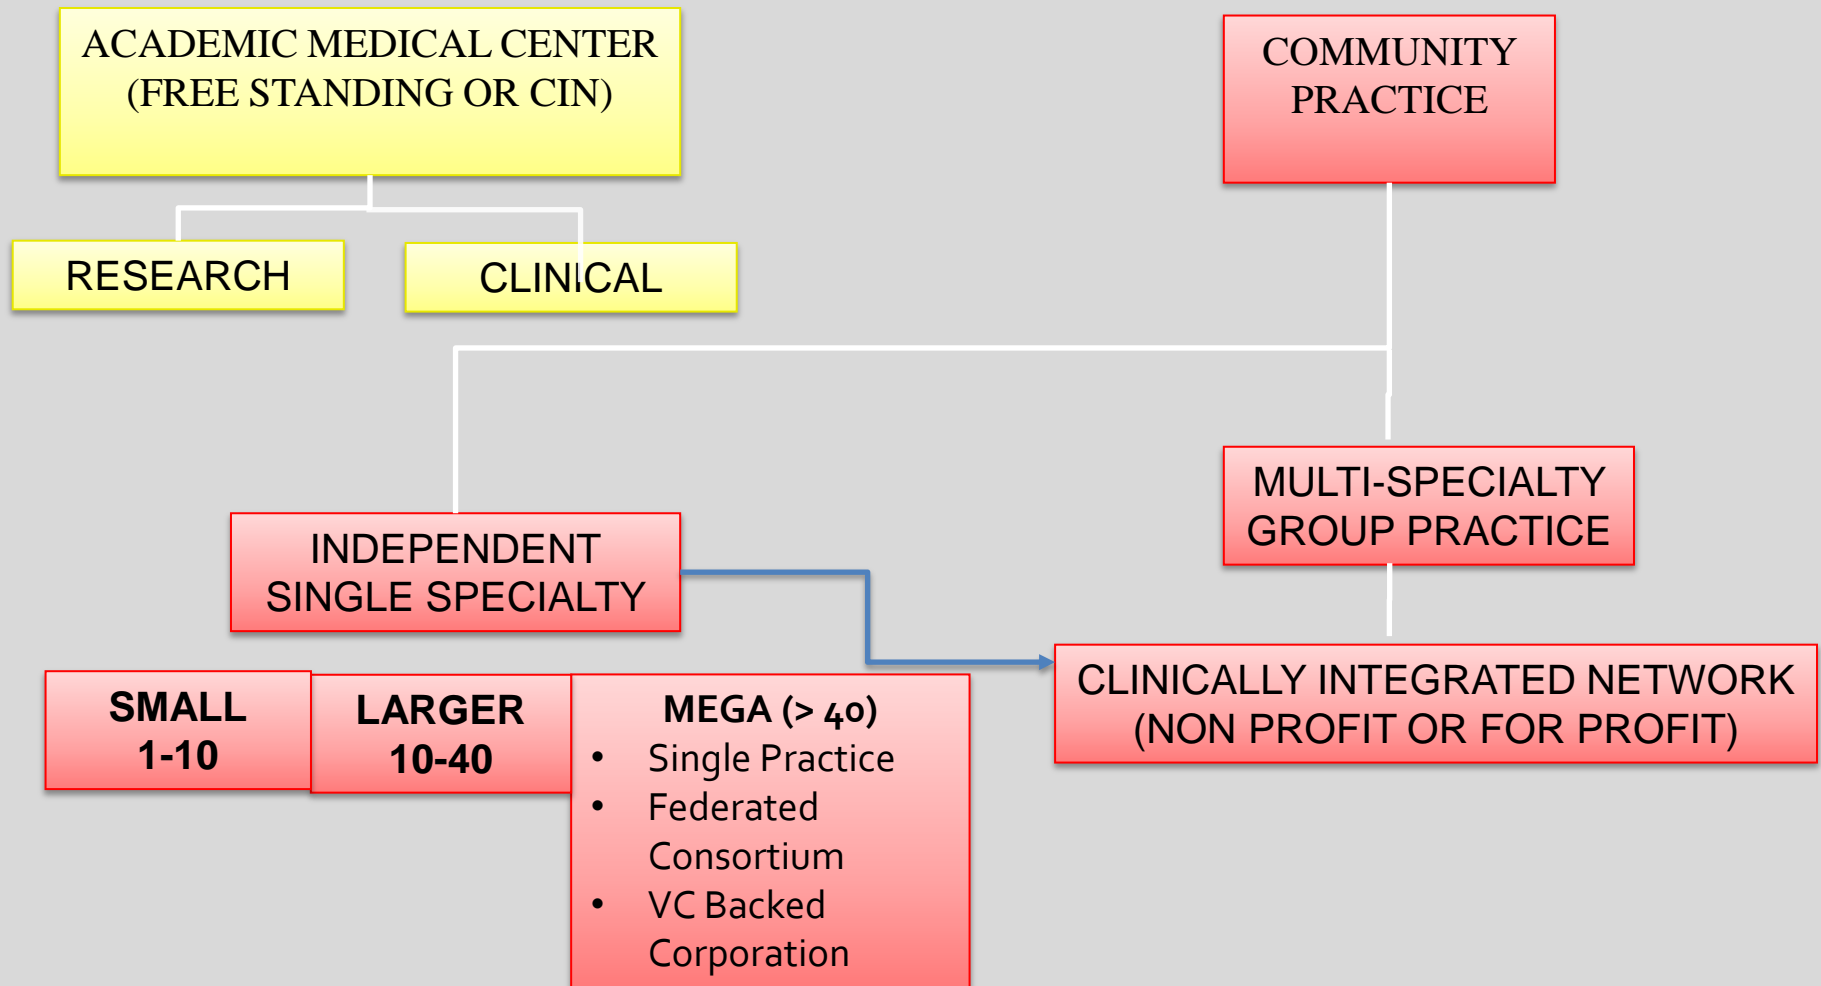 ACADEMIC MEDICAL CENTER
(FREE STANDING OR CIN)
COMMUNITY
PRACTICE
RESEARCH
CLINICAL
MULTI-SPECIALTY
GROUP PRACTICE
INDEPENDENT
SINGLE SPECIALTY
CLINICALLY INTEGRATED NETWORK
(NON PROFIT OR FOR PROFIT)
SMALL
1-10
LARGER
10-40
MEGA (> 40)
• Single Practice
• Federated
Consortium
• VC Backed
Corporation